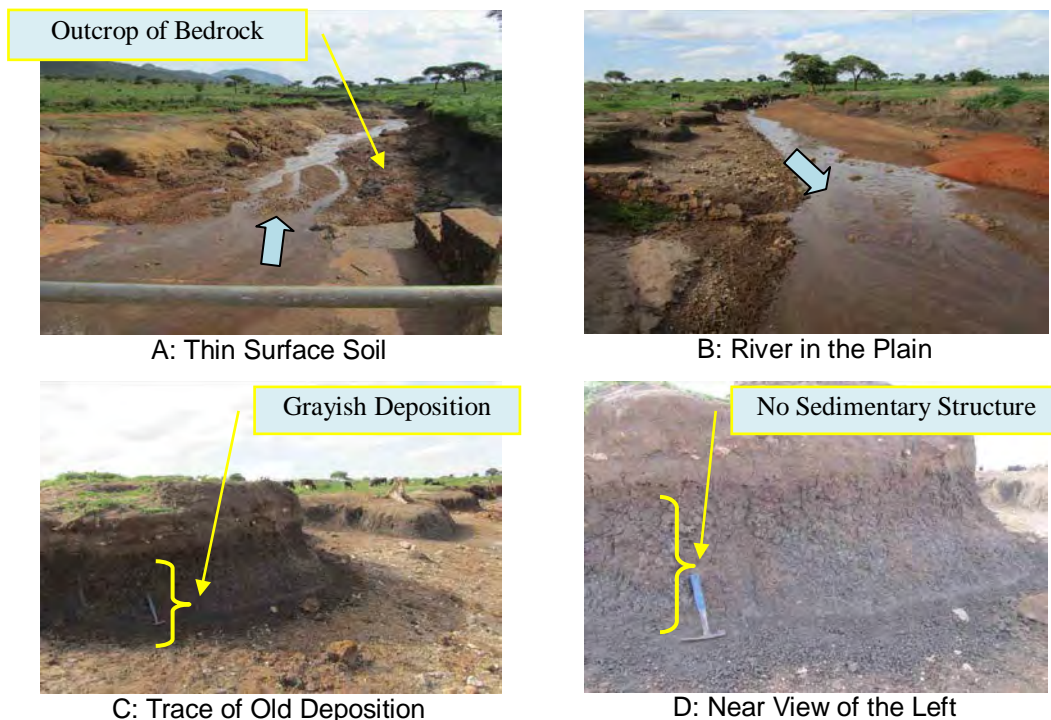 Outcrop of Bedrock
A: Thin Surface Soil
B: River in the Plain
Grayish Deposition
No Sedimentary Structure
C: Trace of Old Deposition
D: Near View of the Left